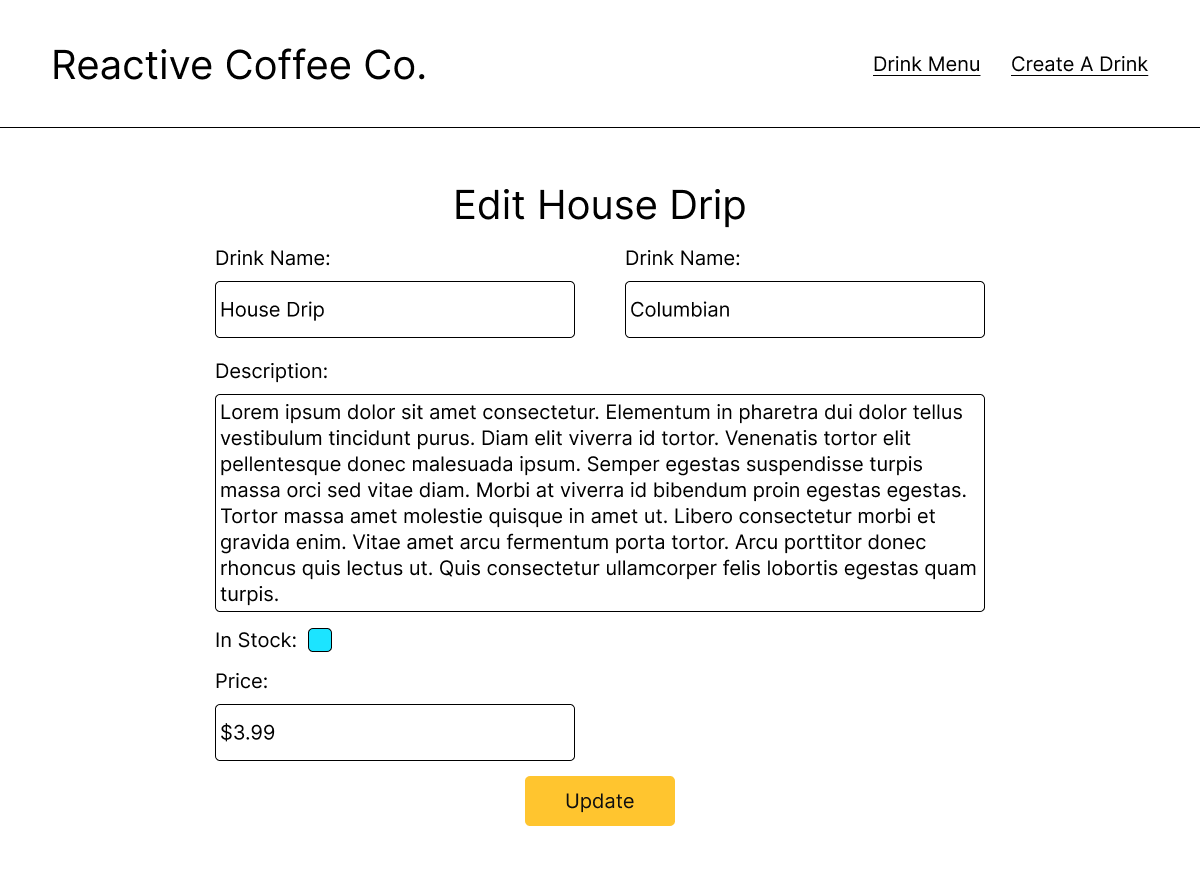 Reactive Coffee Co.
Drink Menu
Create A Drink
Edit House Drip
Drink Name:
Drink Name:
House Drip
Columbian
Description:
Lorem ipsum dolor sit amet consectetur. Elementum in pharetra dui dolor tellus
vestibulum tincidunt purus. Diam elit viverra id tortor. Venenatis tortor elit
pellentesque donec malesuada ipsum. Semper egestas suspendisse turpis
massa orci sed vitae diam. Morbi at viverra id bibendum proin egestas egestas.
Tortor massa amet molestie quisque in amet ut. Libero consectetur morbi et
gravida enim. Vitae amet arcu fermentum porta tortor. Arcu porttitor donec
rhoncus quis lectus ut. Quis consectetur ullamcorper felis lobortis egestas quam
turpis.
In Stock:
Price:
$3.99
Update